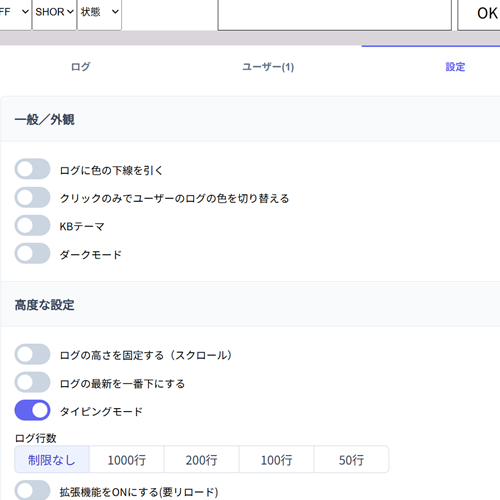 FF SHOR 状態 OK
ログ ユーザー(1) 設定
一般／外観
ログに色の下線を引く
クリックのみでユーザーのログの色を切り替える
KBテーマ
ダークモード
高度な設定
ログの高さを固定する（スクロール）
ログの最新を一番下にする
タイピングモード
ログ行数
制限なし 1000行 200行 100行 50行
拡張機能をONにする(要リロード)